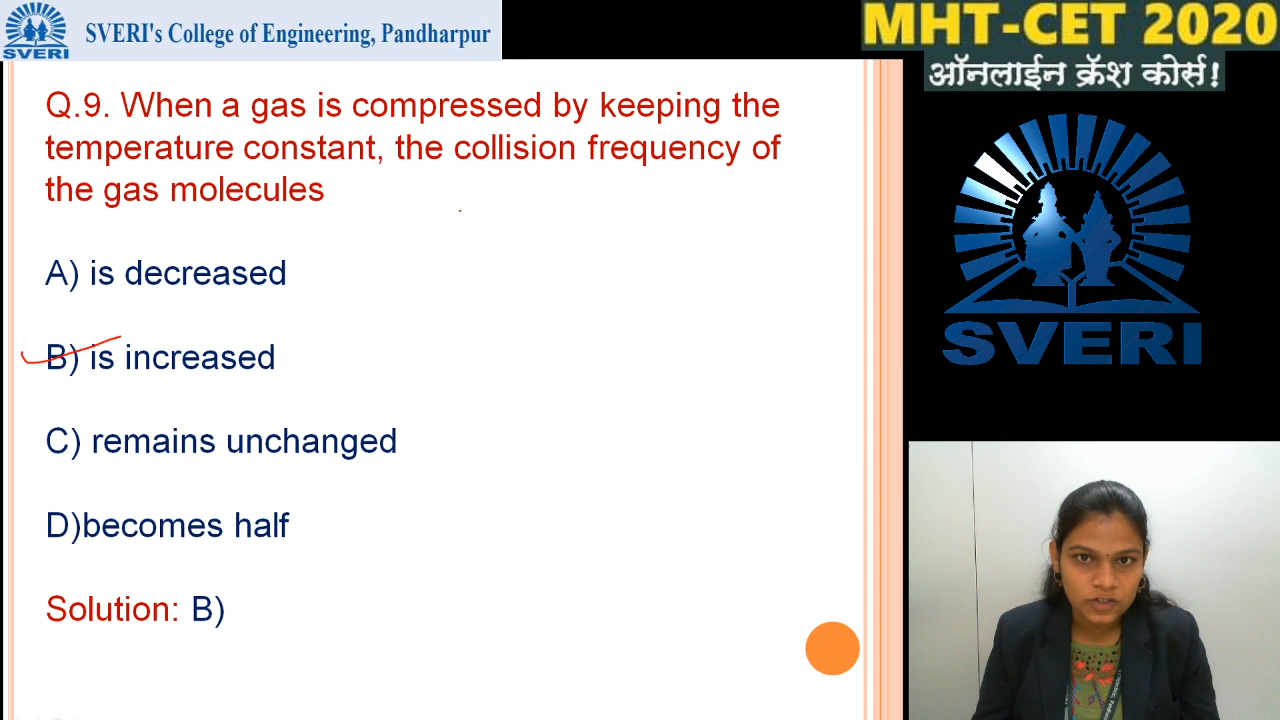 SVERI
SVERI's College of Engineering, Pandharpur
MHT-CET 2020
ऑनलाईन क्रॅश कोर्स!
Q.9. When a gas is compressed by keeping the
temperature constant, the collision frequency of
the gas molecules
A) is decreased
B) is increased
C) remains unchanged
D)becomes half
Solution: B)
SVERI